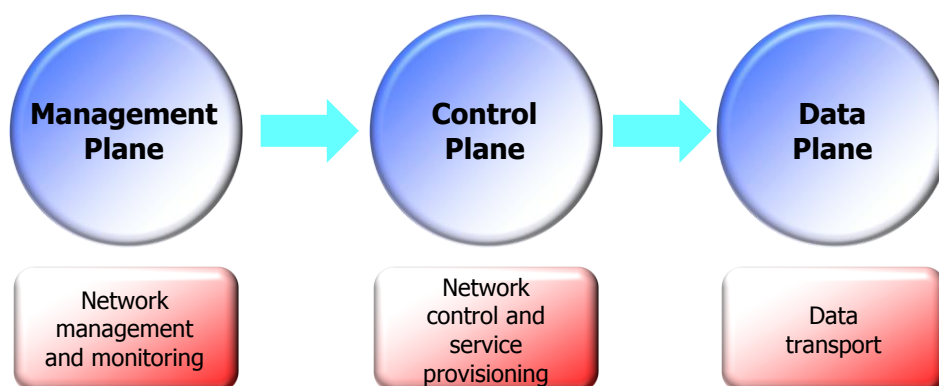 Management
Plane
Control
Plane
Data
Plane
Network
management
and monitoring
Network
control and
service
provisioning
Data
transport